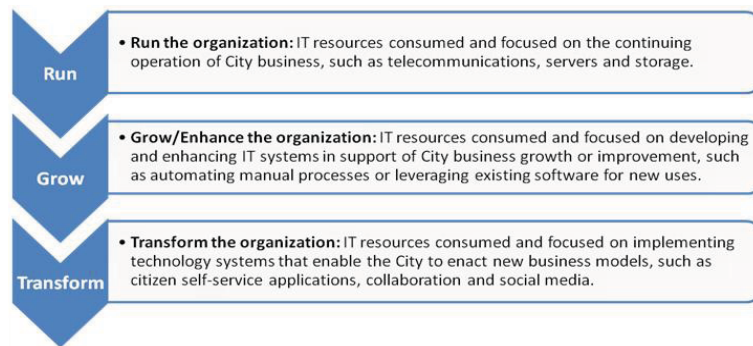 Run
• Run the organization: IT resources consumed and focused on the continuing
operation of City business, such as telecommunications, servers and storage.
Grow
• Grow/Enhance the organization: IT resources consumed and focused on developing
and enhancing IT systems in support of City business growth or improvement, such
as automating manual processes or leveraging existing software for new uses.
Transform
• Transform the organization: IT resources consumed and focused on implementing
technology systems that enable the City to enact new business models, such as
citizen self-service applications, collaboration and social media.